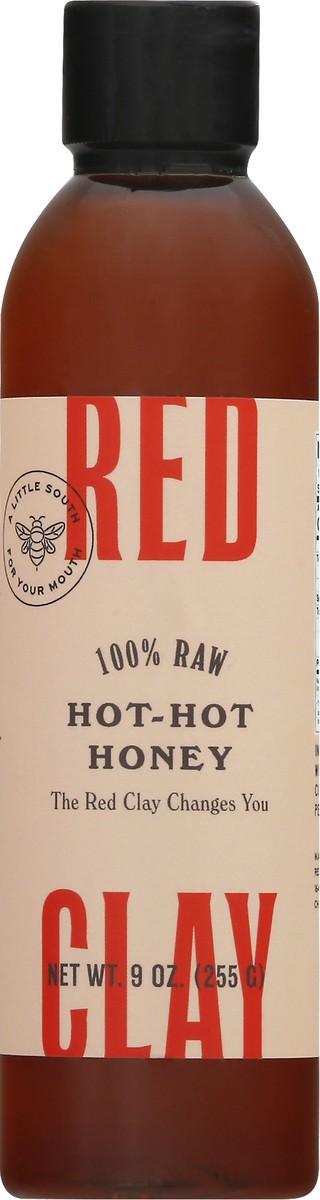 RED
A LITTLE SOUTH
FOR YOUR MOUTH
100% RAW
HOT-HOT
HONEY
The Red Clay Changes You
CLAY
NET WT. 9 OZ. (255 G)